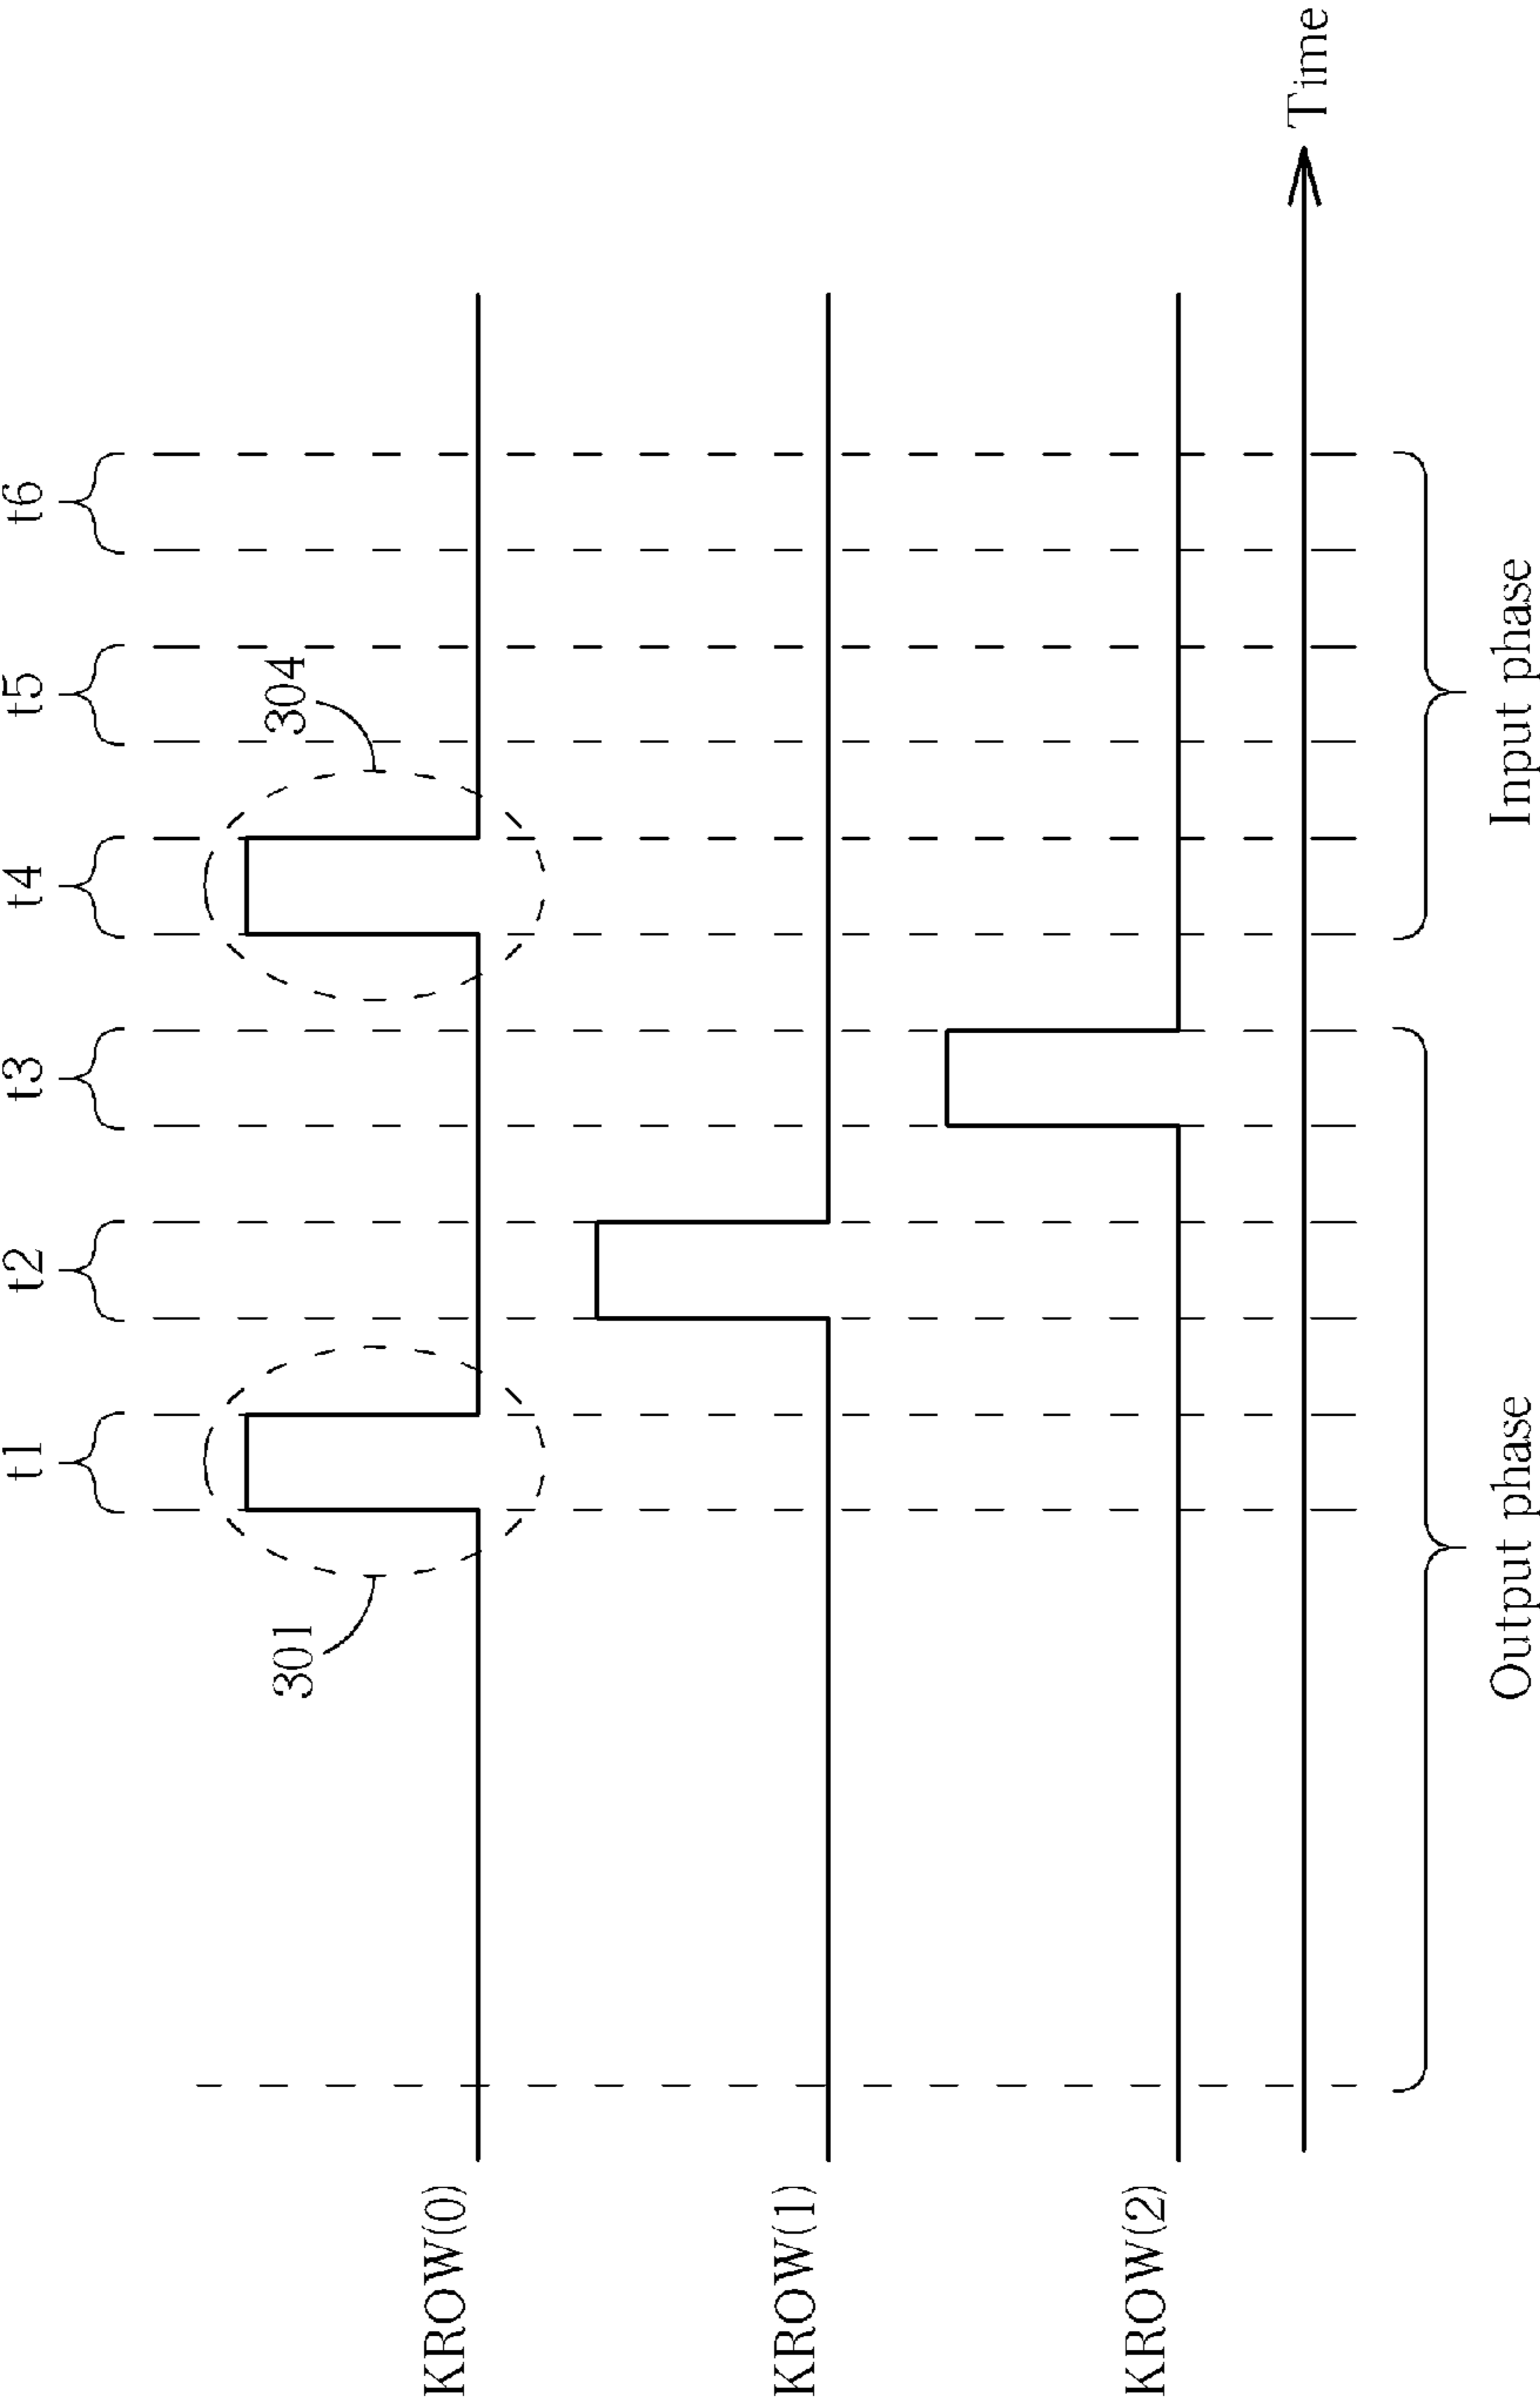 t1 t2 t3 t4 t5 t6
301 304
KROW(0)
KROW(1)
KROW(2)
Time
Output phase Input phase